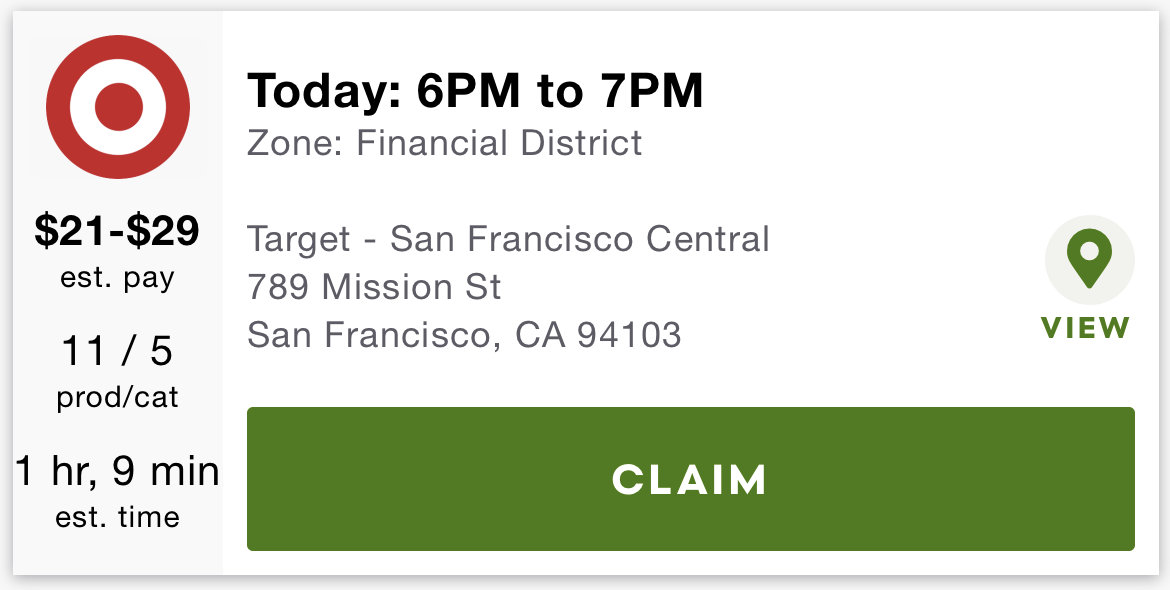 $21-$29
est. pay
11 / 5
prod/cat
1 hr, 9 min
est. time
Today: 6PM to 7PM
Zone: Financial District
Target - San Francisco Central
789 Mission St
San Francisco, CA 94103
VIEW
CLAIM